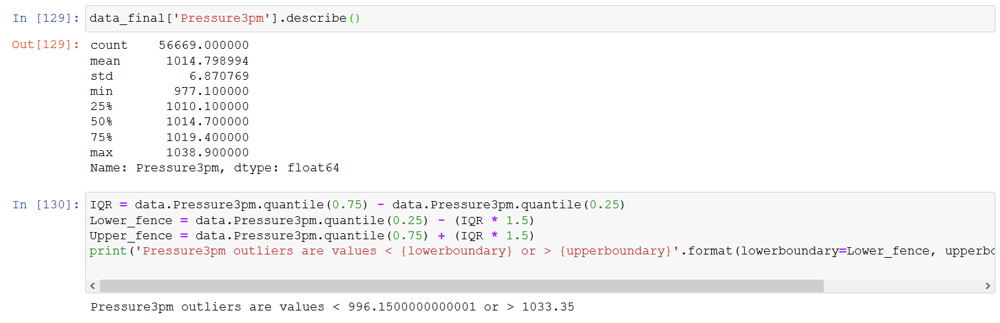 In [129]: data_final['Pressure3pm'].describe()
Out[129]: count    56669.000000
mean      1014.798994
std          6.870769
min        977.100000
25%       1010.100000
50%       1014.700000
75%       1019.400000
max       1038.900000
Name: Pressure3pm, dtype: float64
In [130]: IQR = data.Pressure3pm.quantile(0.75) - data.Pressure3pm.quantile(0.25)
Lower_fence = data.Pressure3pm.quantile(0.25) - (IQR * 1.5)
Upper_fence = data.Pressure3pm.quantile(0.75) + (IQR * 1.5)
print('Pressure3pm outliers are values < {lowerboundary} or > {upperboundary}'.format(lowerboundary=Lower_fence, upperbo
Pressure3pm outliers are values < 996.1500000000001 or > 1033.35